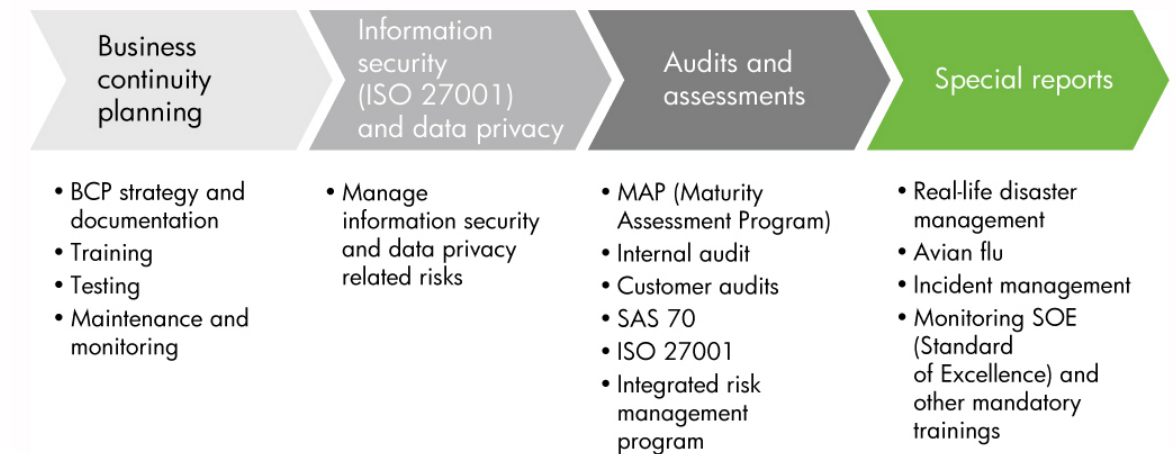 Business
continuity
planning
Information
security
(ISO 27001)
and data privacy
Audits and
assessments
Special reports
• BCP strategy and
documentation
• Training
• Testing
• Maintenance and
monitoring
• Manage
information security
and data privacy
related risks
• MAP (Maturity
Assessment Program)
• Internal audit
• Customer audits
• SAS 70
• ISO 27001
• Integrated risk
management
program
• Real-life disaster
management
• Avian flu
• Incident management
• Monitoring SOE
(Standard
of Excellence) and
other mandatory
trainings